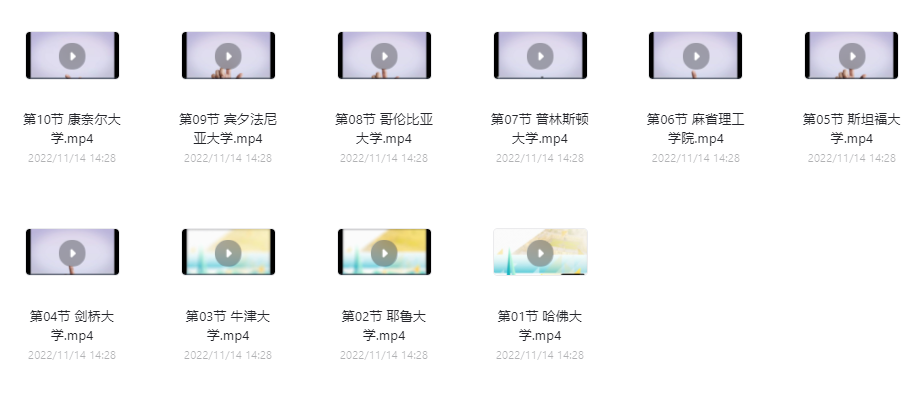 第10节 康奈尔大
学.mp4
2022/11/14 14:28
第09节 宾夕法尼
亚大学.mp4
2022/11/14 14:28
第08节 哥伦比亚
大学.mp4
2022/11/14 14:28
第07节 普林斯顿
大学.mp4
2022/11/14 14:28
第06节 麻省理工
学院.mp4
2022/11/14 14:28
第05节 斯坦福大
学.mp4
2022/11/14 14:28
第04节 剑桥大
学.mp4
2022/11/14 14:28
第03节 牛津大
学.mp4
2022/11/14 14:28
第02节 耶鲁大
学.mp4
2022/11/14 14:28
第01节 哈佛大
学.mp4
2022/11/14 14:28